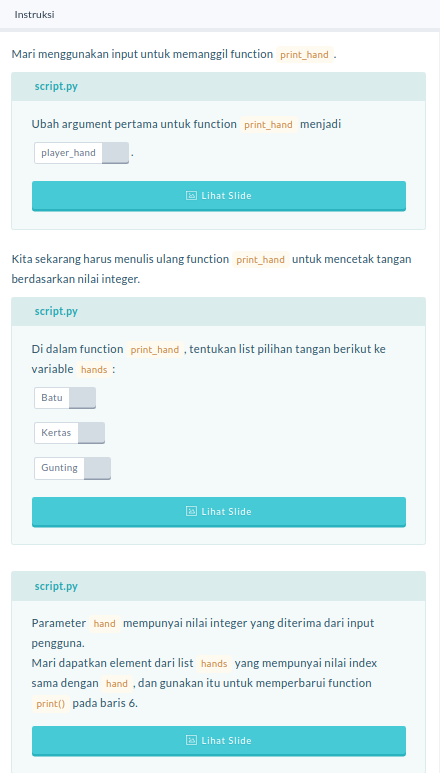 Instruksi
Mari menggunakan input untuk memanggil function print_hand .
script.py
Ubah argument pertama untuk function print_hand menjadi
player_hand .
Lihat Slide
Kita sekarang harus menulis ulang function print_hand untuk mencetak tangan
berdasarkan nilai integer.
script.py
Di dalam function print_hand , tentukan list pilihan tangan berikut ke
variable hands :
Batu
Kertas
Gunting
Lihat Slide
script.py
Parameter hand mempunyai nilai integer yang diterima dari input
pengguna.
Mari dapatkan element dari list hands yang mempunyai nilai index
sama dengan hand , dan gunakan itu untuk memperbarui function
print() pada baris 6.
Lihat Slide